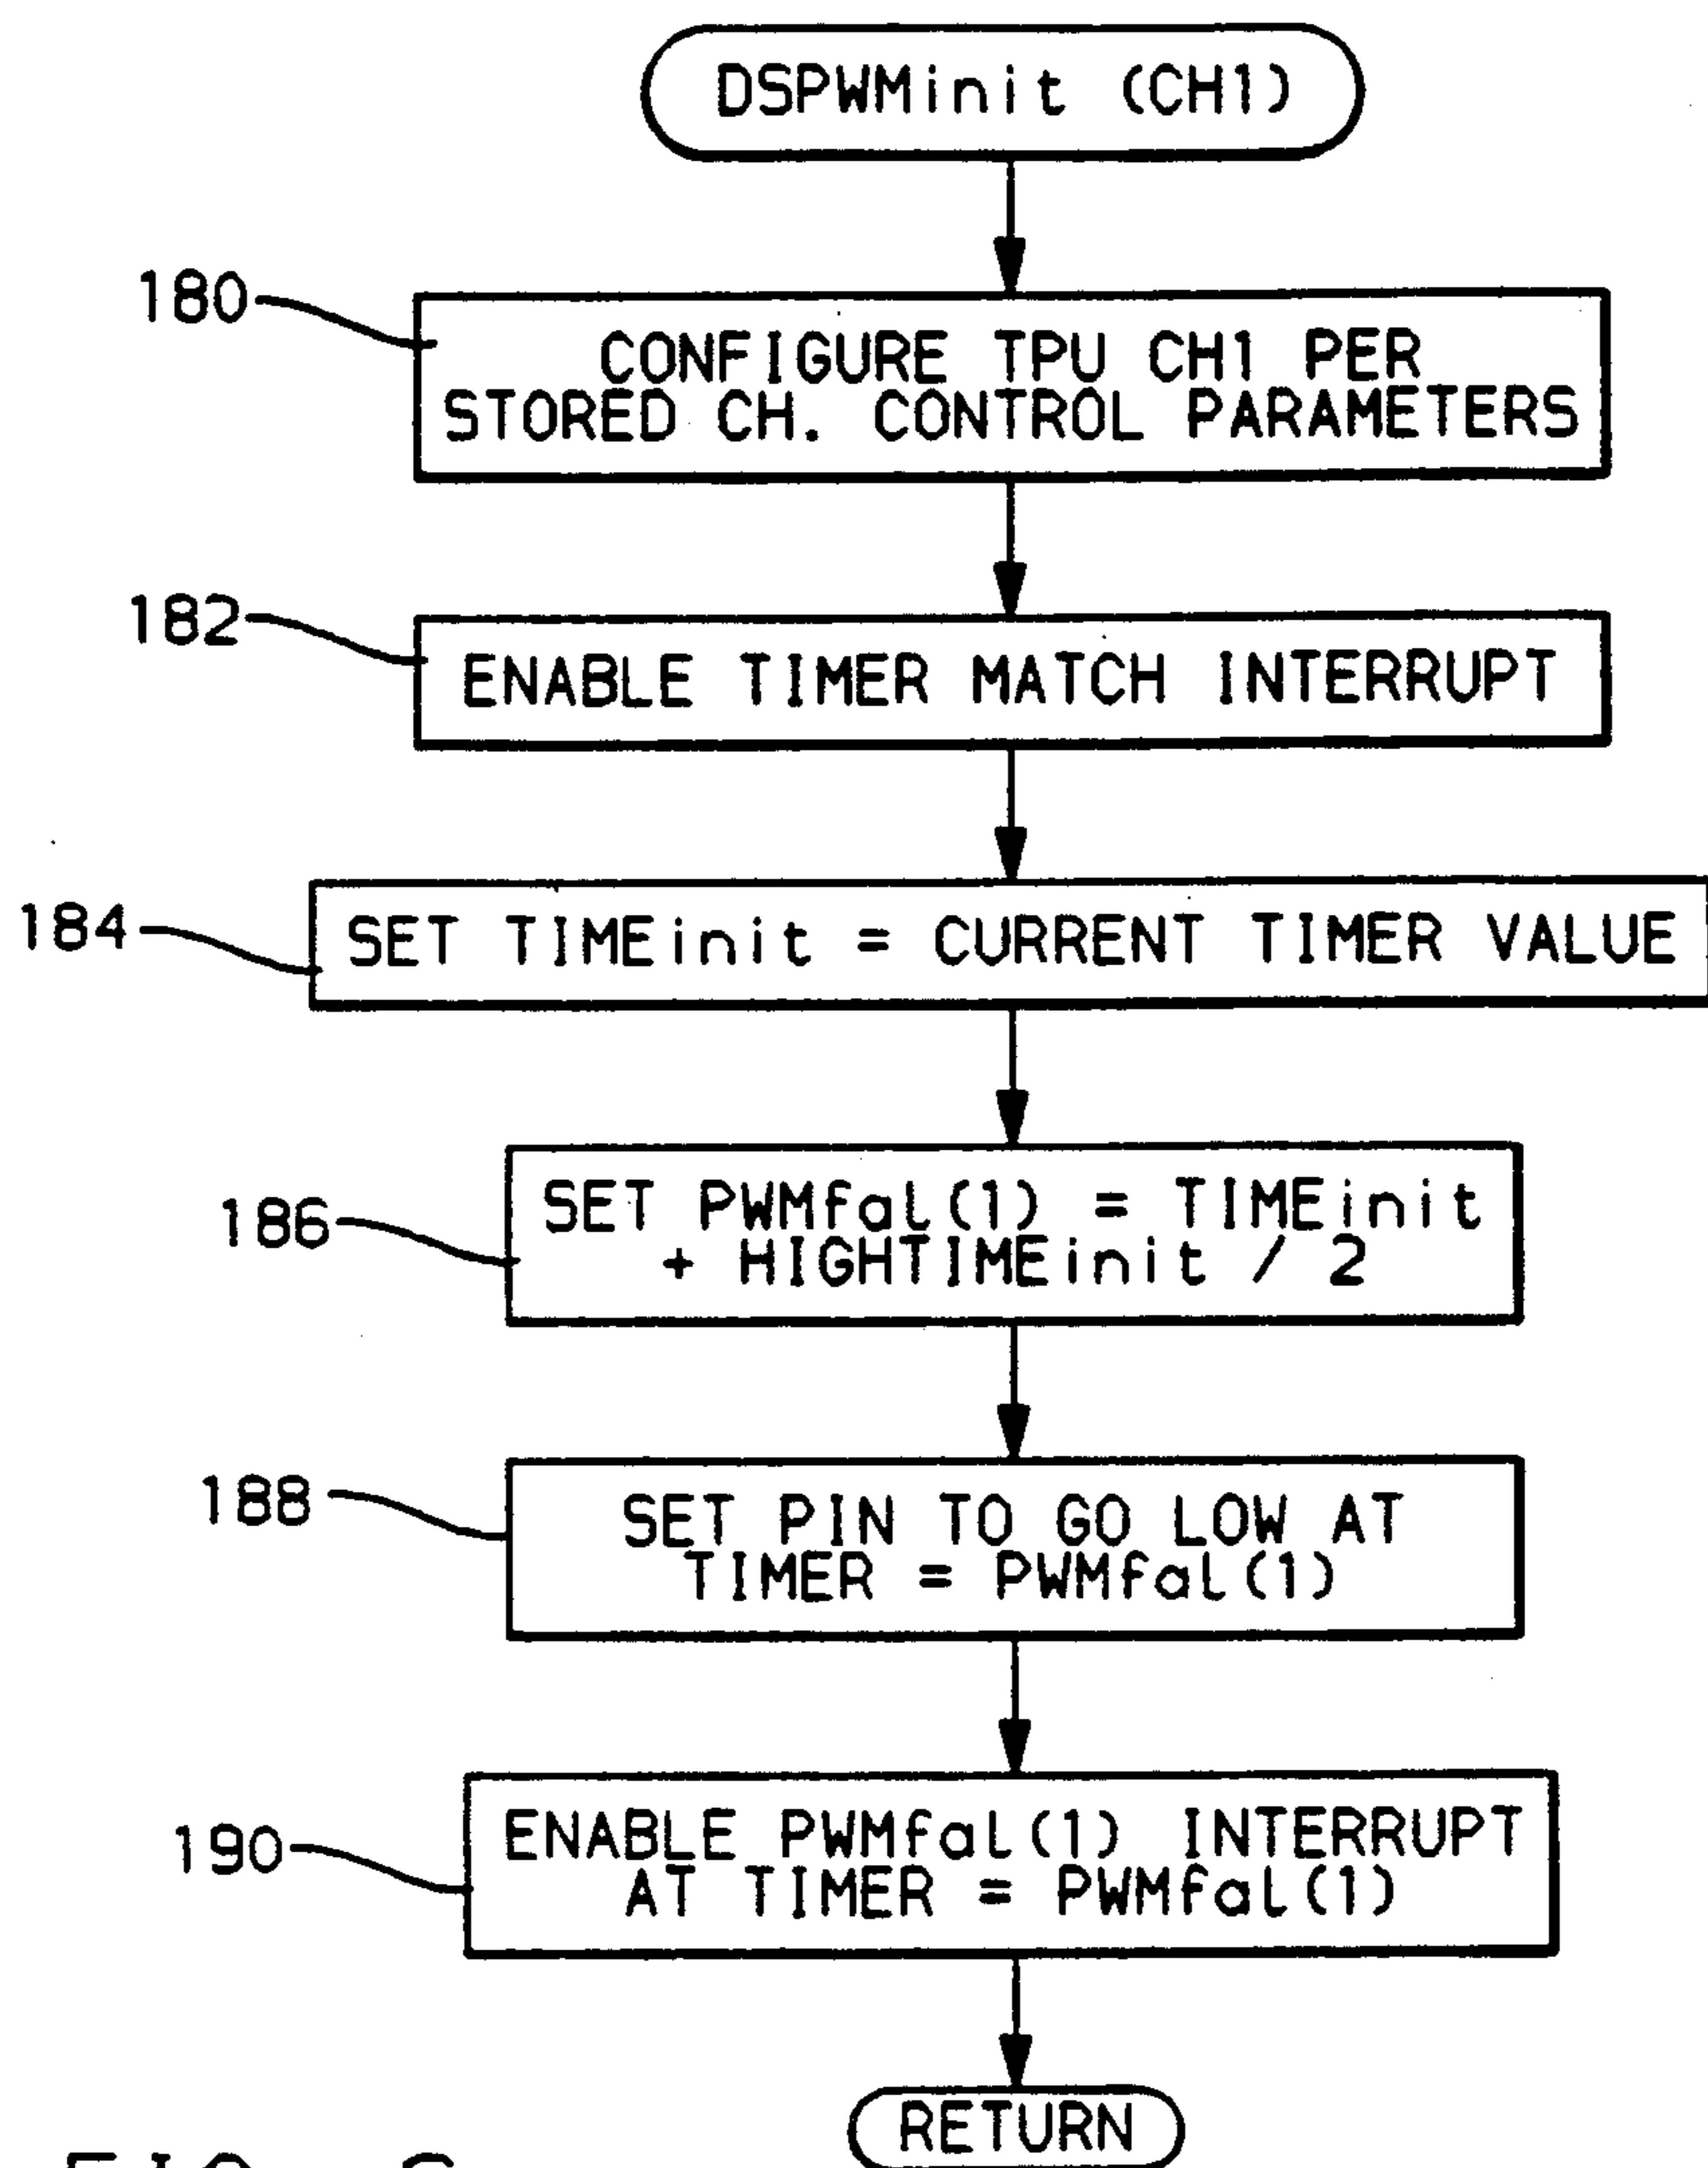 DSPWMinit (CH1)
180
CONFIGURE TPU CH1 PER
STORED CH. CONTROL PARAMETERS
182
ENABLE TIMER MATCH INTERRUPT
184
SET TIMEinit = CURRENT TIMER VALUE
186
SET PWMfal(1) = TIMEinit
+ HIGHTIMEinit / 2
188
SET PIN TO GO LOW AT
TIMER = PWMfal(1)
190
ENABLE PWMfal(1) INTERRUPT
AT TIMER = PWMfal(1)
RETURN